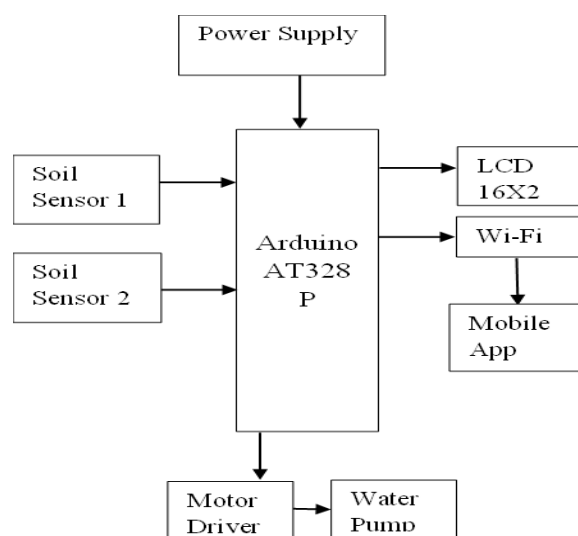 Power Supply
Soil
Sensor 1
LCD
16X2
Wi-Fi
Arduino
AT328
P
Soil
Sensor 2
Mobile
App
Motor
Driver
Water
Pump